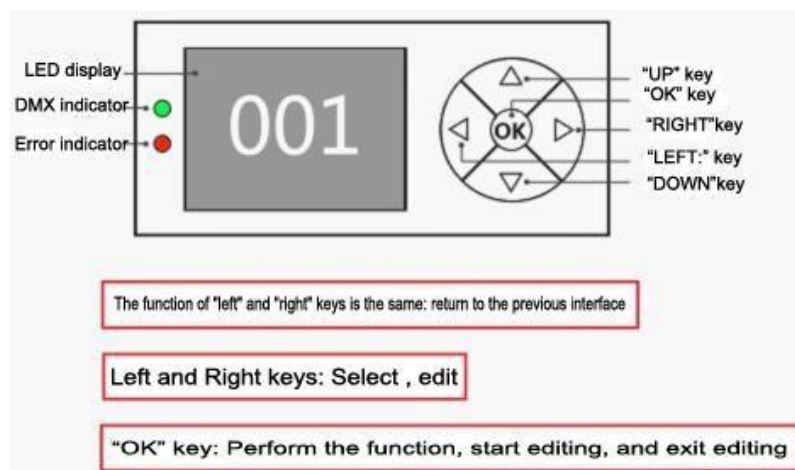 LED display
DMX indicator
Error indicator
001
OK
“UP” key
“OK” key
“RIGHT”key
“LEFT:” key
“DOWN”key
The function of "left" and "right" keys is the same: return to the previous interface
Left and Right keys: Select , edit
“OK” key: Perform the function, start editing, and exit editing